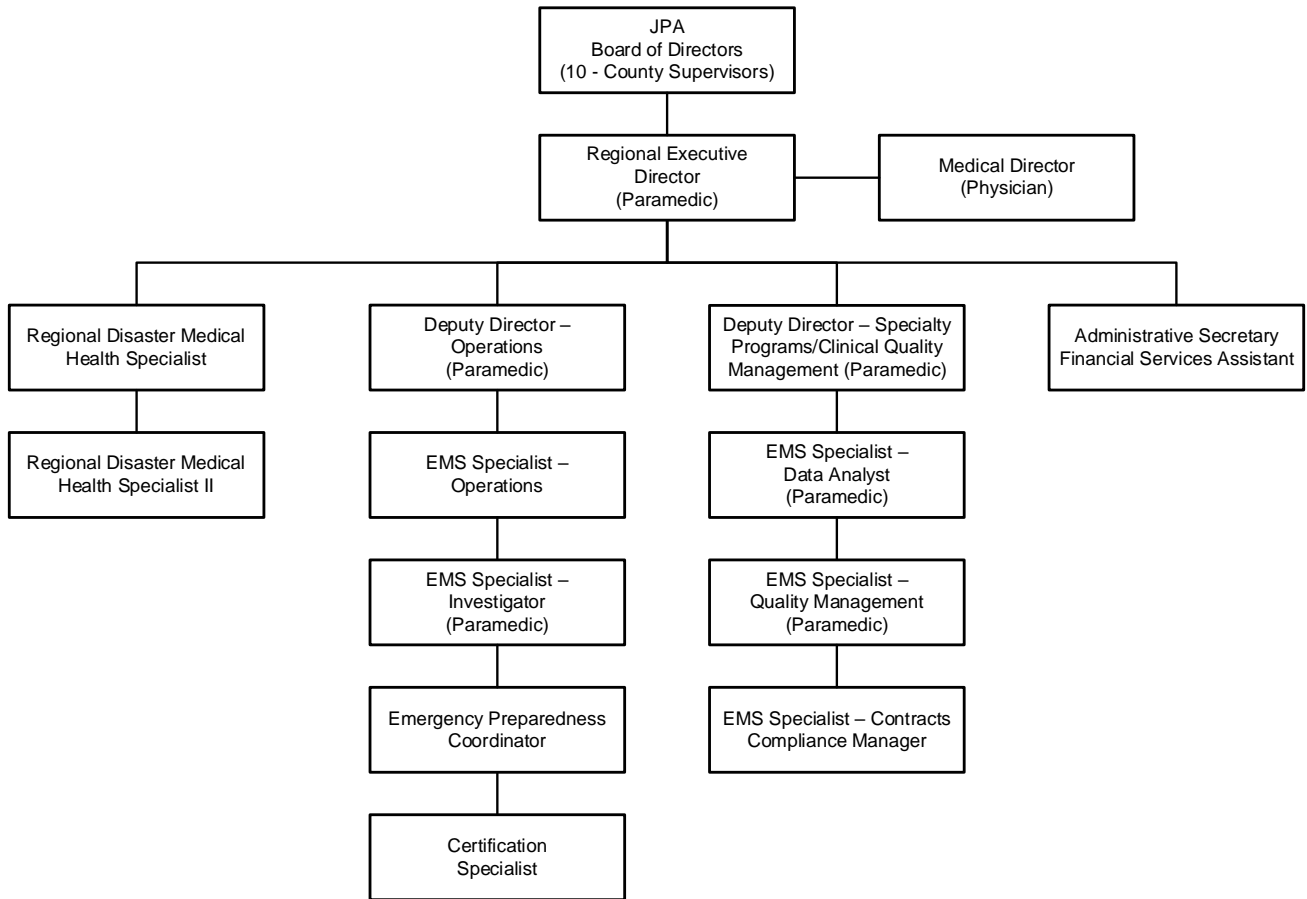 JPA
Board of Directors
(10 - County Supervisors)
Regional Executive
Director
(Paramedic)
Medical Director
(Physician)
Regional Disaster Medical
Health Specialist
Deputy Director –
Operations
(Paramedic)
Deputy Director – Specialty
Programs/Clinical Quality
Management (Paramedic)
Administrative Secretary
Financial Services Assistant
Regional Disaster Medical
Health Specialist II
EMS Specialist –
Operations
EMS Specialist –
Data Analyst
(Paramedic)
EMS Specialist –
Investigator
(Paramedic)
EMS Specialist –
Quality Management
(Paramedic)
Emergency Preparedness
Coordinator
EMS Specialist – Contracts
Compliance Manager
Certification
Specialist